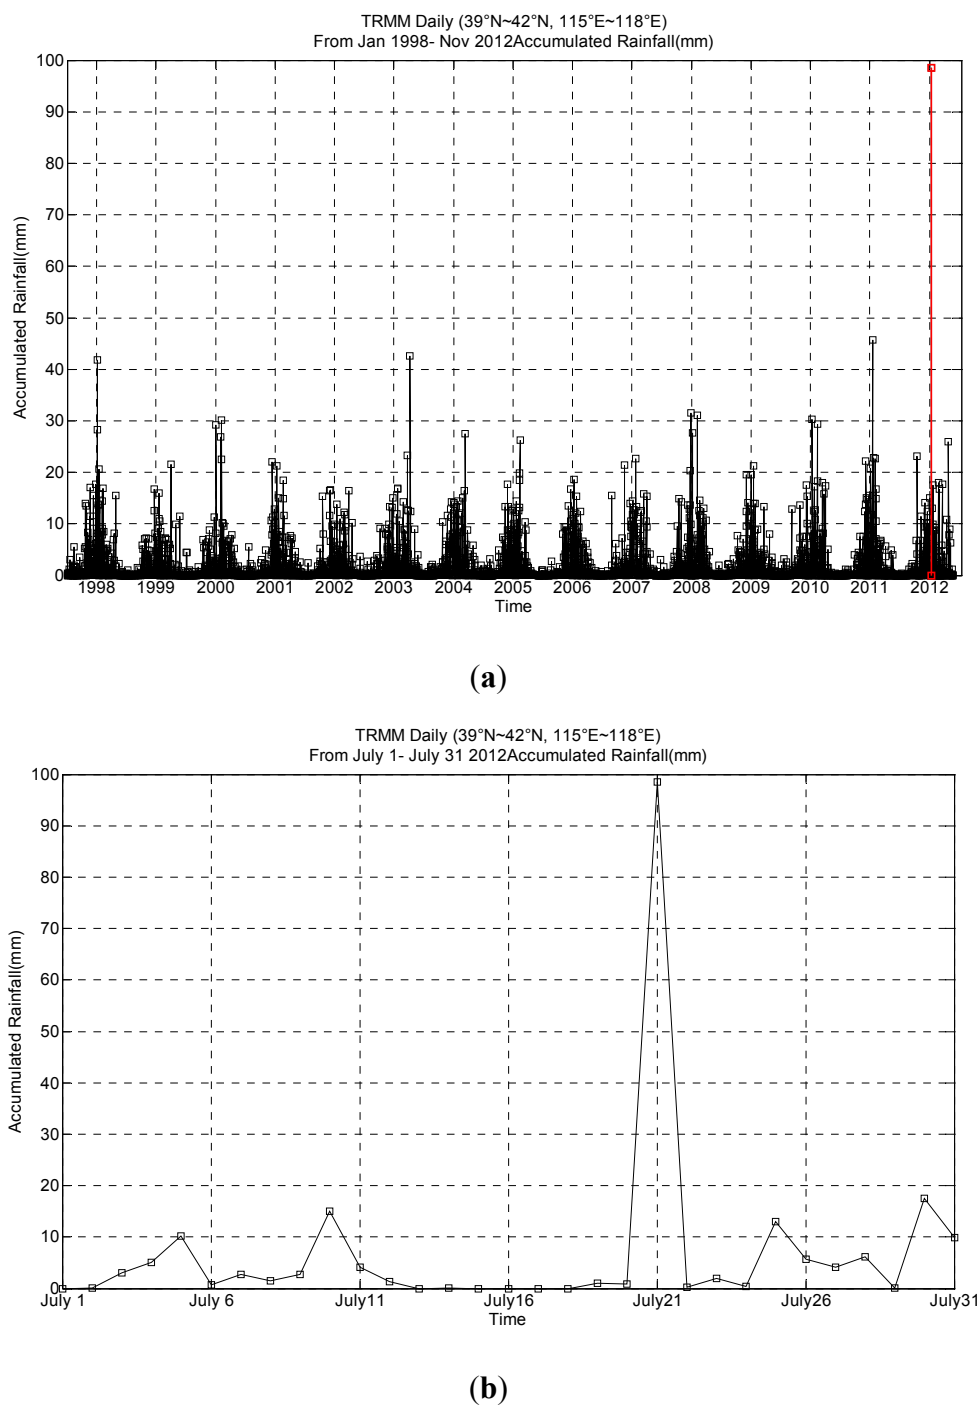 TRMM Daily (39°N~42°N, 115°E~118°E)
From Jan 1998- Nov 2012Accumulated Rainfall(mm)
100
90
80
70
60
50
40
30
20
10
0
Accumulated Rainfall(mm)
1998 1999 2000 2001 2002 2003 2004 2005 2006 2007 2008 2009 2010 2011 2012
Time
(a)
TRMM Daily (39°N~42°N, 115°E~118°E)
From July 1- July 31 2012Accumulated Rainfall(mm)
100
90
80
70
60
50
40
30
20
10
0
Accumulated Rainfall(mm)
July 1 July 6 July11 July16 July21 July26 July31
Time
(b)